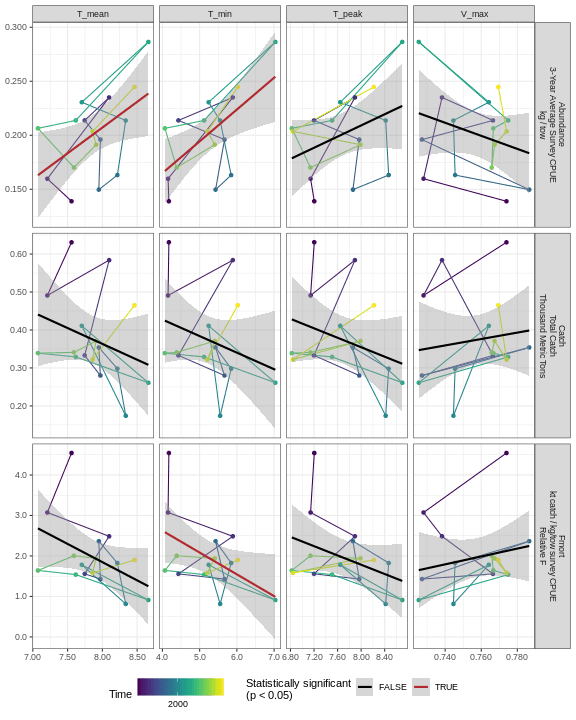 T_mean T_min T_peak V_max
0.300
0.250
0.200
0.150
Abundance
3-Year Average Survey CPUE
kg / tow
0.60
0.50
0.40
0.30
0.20
Catch
Total Catch
Thousand Metric Tons
4.0
3.0
2.0
1.0
0.0
Fmort
kt catch / kg/tow survey CPUE
Relative F
7.00 7.50 8.00 8.50 4.0 5.0 6.0 7.0 6.80 7.20 7.60 8.00 8.40 0.740 0.760 0.780
Time
2000
Statistically significant
(p < 0.05)
FALSE TRUE